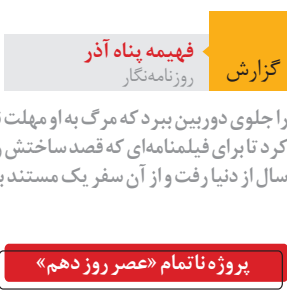 گزارش
فهیمه پناه آذر
روزنامه‌نگار
را جلوی دوربین ببرد که مرگ به او مهلت
کرد تا برای فیلمنامه‌ای که قصد ساختش
سال از دنیا رفت و از آن سفر یک مستند
پروژه ناتمام «عصر روز دهم»